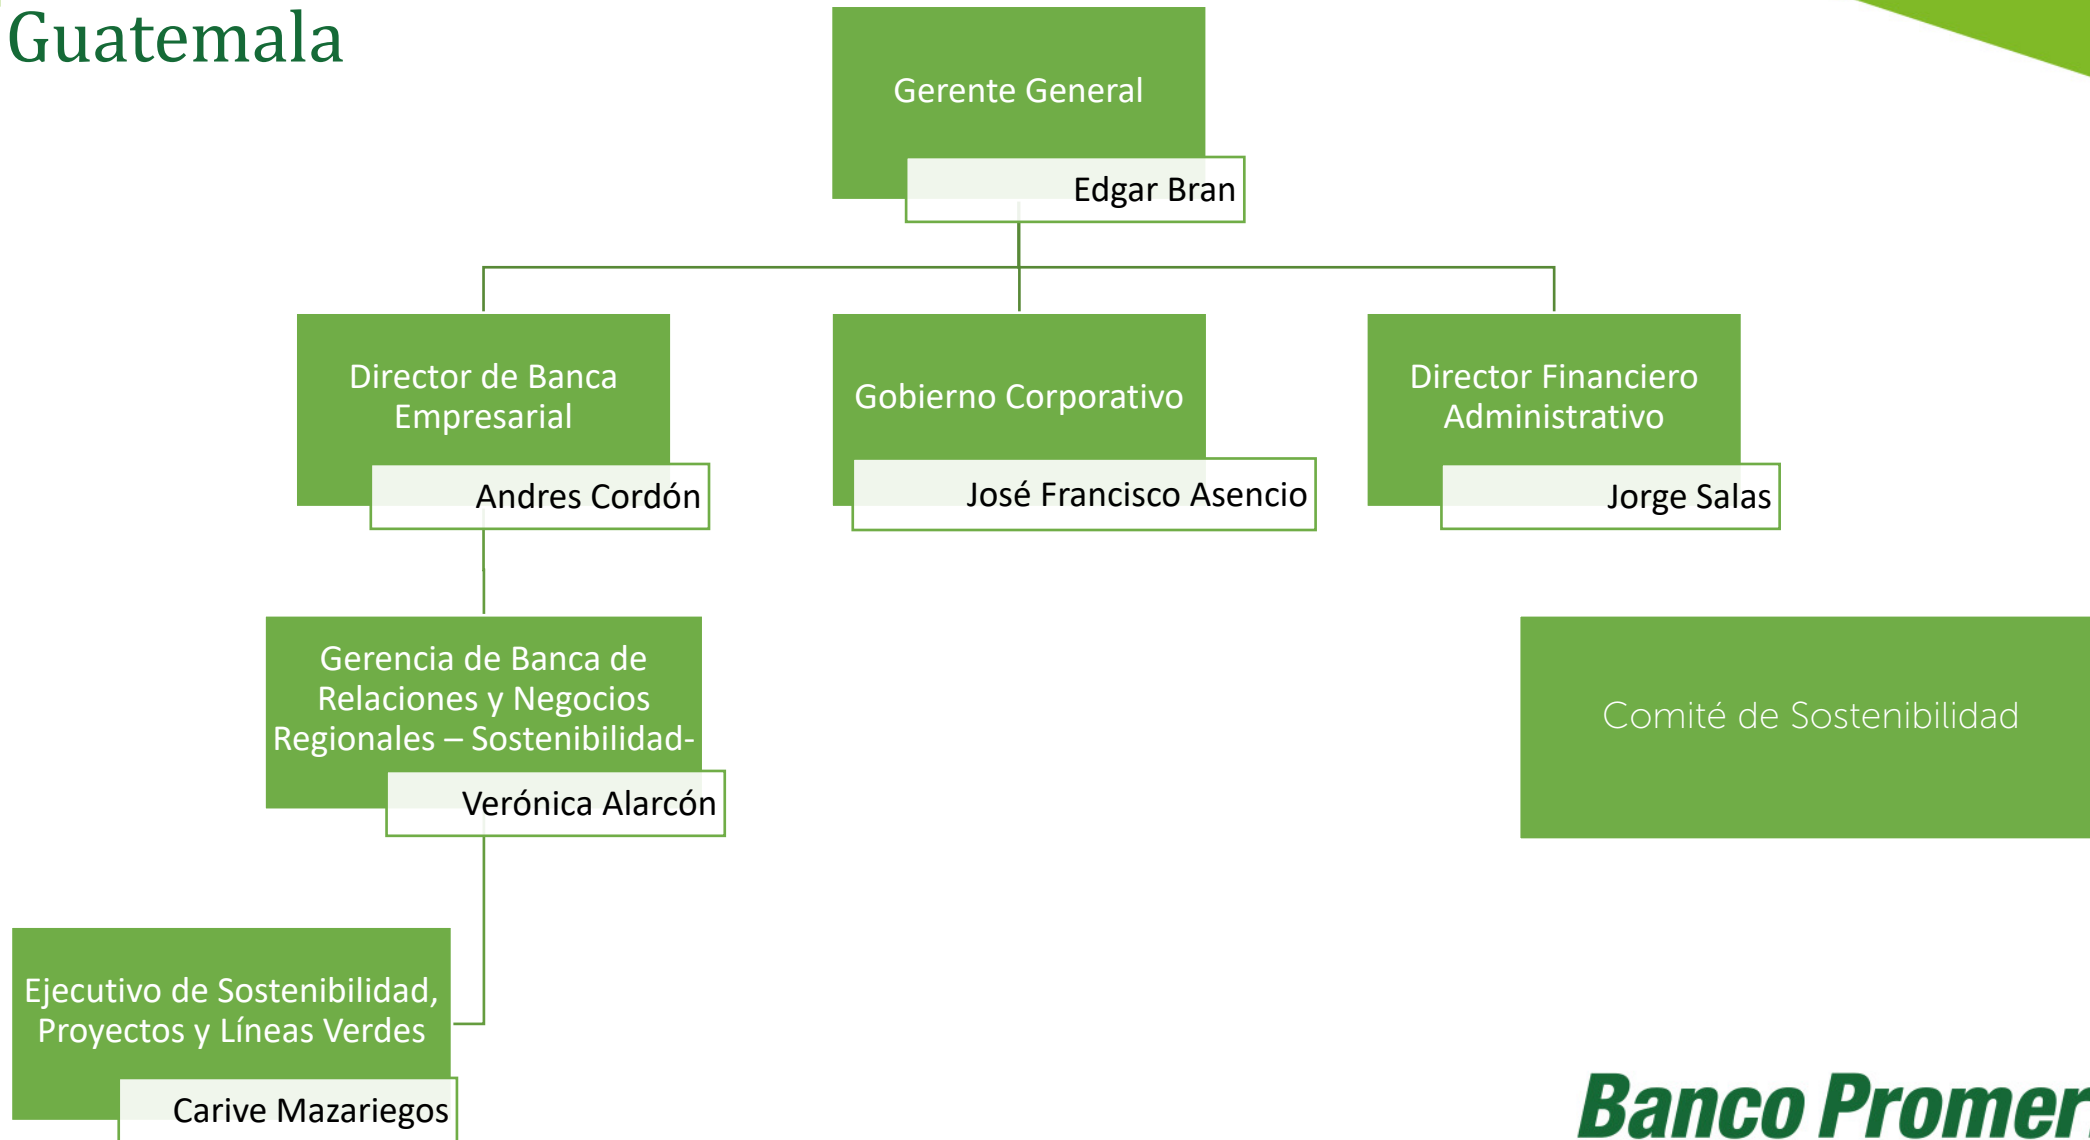 Guatemala
Gerente General
Edgar Bran
Director de Banca
Empresarial
Andres Cordón
Gobierno Corporativo
José Francisco Asencio
Director Financiero
Administrativo
Jorge Salas
Gerencia de Banca de
Relaciones y Negocios
Regionales – Sostenibilidad-
Verónica Alarcón
Comité de Sostenibilidad
Ejecutivo de Sostenibilidad,
Proyectos y Líneas Verdes
Carive Mazariegos
Banco Promer